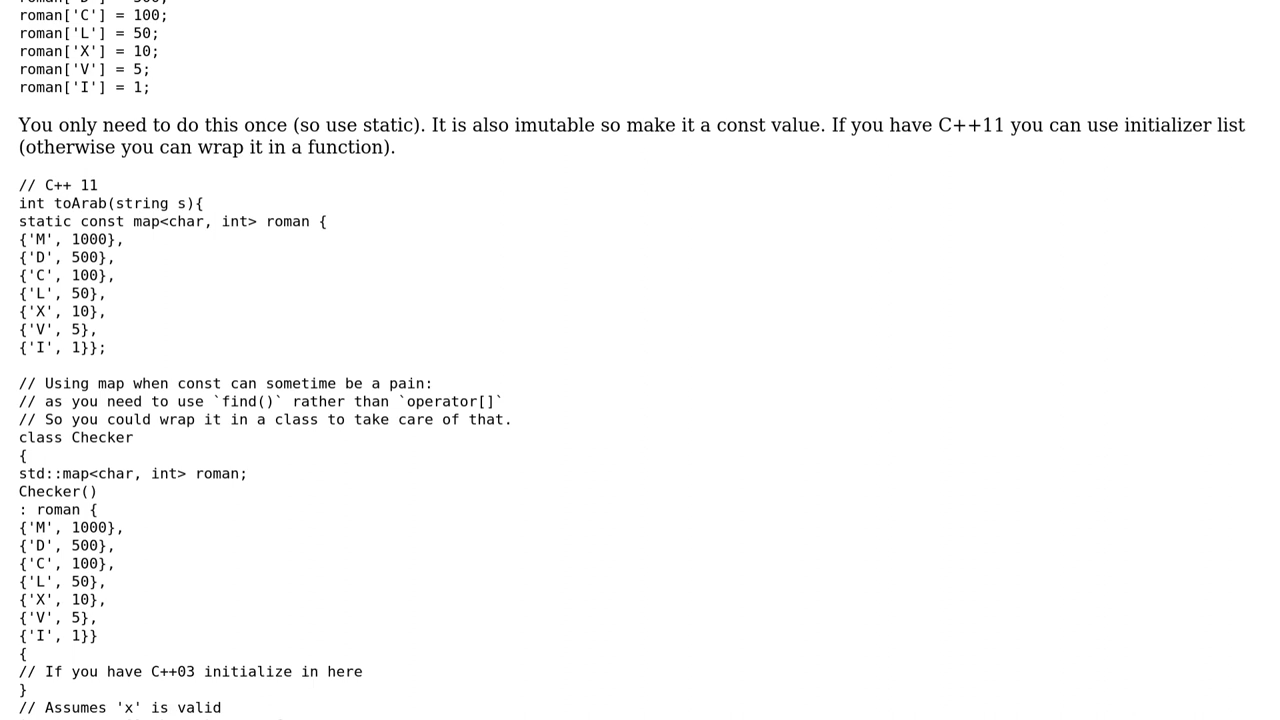 roman['C'] = 100;
roman['L'] = 50;
roman['X'] = 10;
roman['V'] = 5;
roman['I'] = 1;
You only need to do this once (so use static). It is also imutable so make it a const value. If you have C++11 you can use initializer list
(otherwise you can wrap it in a function).
// C++ 11
int toArab(string s){
static const map<char, int> roman {
{'M', 1000},
{'D', 500},
{'C', 100},
{'L', 50},
{'X', 10},
{'V', 5},
{'I', 1}};
// Using map when const can sometime be a pain:
// as you need to use `find()` rather than `operator[]`
// So you could wrap it in a class to take care of that.
class Checker
{
std::map<char, int> roman;
Checker()
: roman {
{'M', 1000},
{'D', 500},
{'C', 100},
{'L', 50},
{'X', 10},
{'V', 5},
{'I', 1}}
{
// If you have C++03 initialize in here
}
// Assumes 'x' is valid